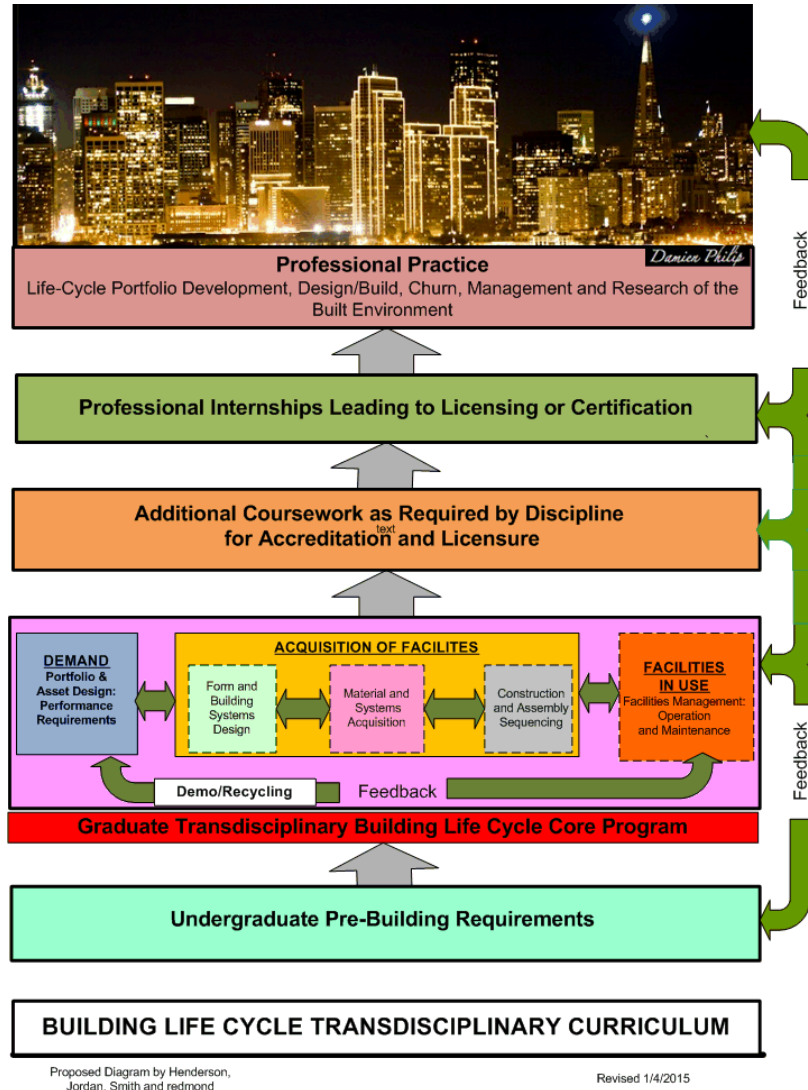 Damien Philip
Professional Practice
Life-Cycle Portfolio Development, Design/Build, Churn, Management and Research of the
Built Environment
Feedback
Professional Internships Leading to Licensing or Certification
Additional Coursework as Required by Discipline
text
for Accreditation and Licensure
DEMAND
Portfolio &
Asset Design:
Performance
Requirements
ACQUISITION OF FACILITES
Form and
Building
Systems
Design
Material and
Systems
Acquisition
Construction
and Assembly
Sequencing
FACILITIES
IN USE
Facilities Management:
Operation
and Maintenance
Demo/Recycling
Feedback
Feedback
Graduate Transdisciplinary Building Life Cycle Core Program
Undergraduate Pre-Building Requirements
BUILDING LIFE CYCLE TRANSDISCIPLINARY CURRICULUM
Proposed Diagram by Henderson,
Jordan, Smith and redmond
Revised 1/4/2015